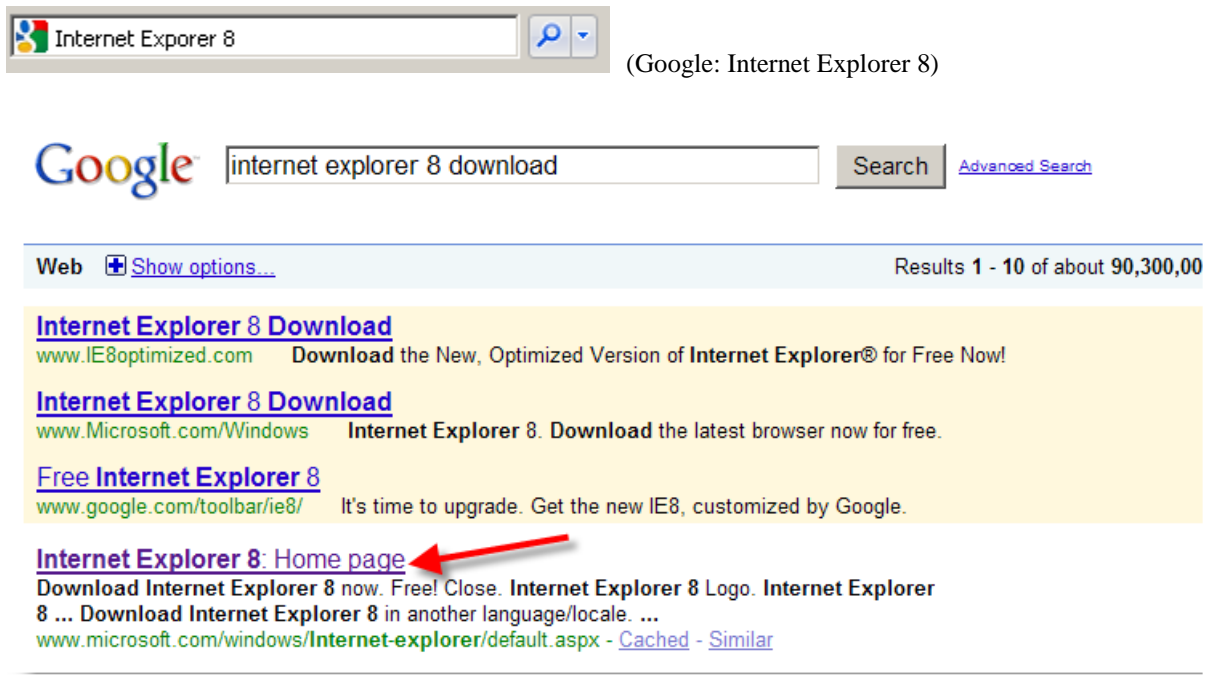 Internet Exporer 8
(Google: Internet Explorer 8)
Google™ internet explorer 8 download Search Advanced Search
Web Show options... Results 1 - 10 of about 90,300,00
Internet Explorer 8 Download
www.IE8optimized.com Download the New, Optimized Version of Internet Explorer® for Free Now!
Internet Explorer 8 Download
www.Microsoft.com/Windows Internet Explorer 8. Download the latest browser now for free.
Free Internet Explorer 8
www.google.com/toolbar/ie8/ It's time to upgrade. Get the new IE8, customized by Google.
Internet Explorer 8: Home page
Download Internet Explorer 8 now. Free! Close. Internet Explorer 8 Logo. Internet Explorer
8 ... Download Internet Explorer 8 in another language/locale. ...
www.microsoft.com/windows/Internet-explorer/default.aspx - Cached - Similar